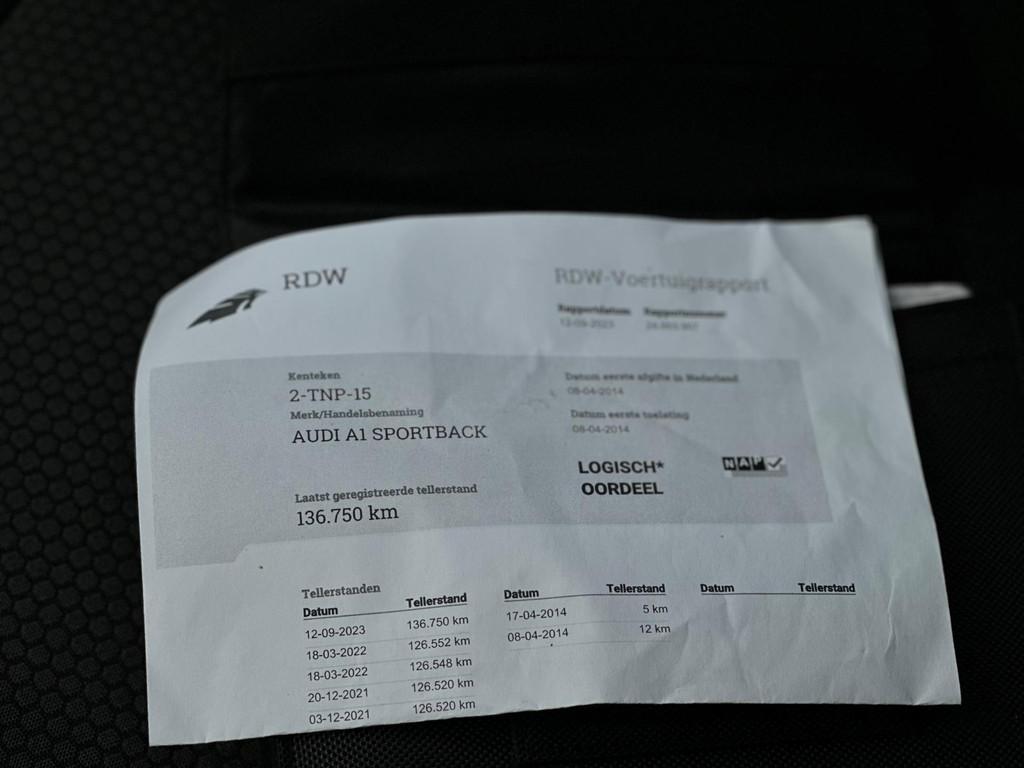 RDW
RDW-Voertuigrapport
Rapportdatum Rapportnummer
12-09-2023
Kenteken
2-TNP-15
Merk/Handelsbenaming
AUDI A1 SPORTBACK
Laatst geregistreerde tellerstand
136.750 km
Datum eerste afgifte in Nederland
08-04-2014
Datum eerste toelating
08-04-2014
LOGISCH*
OORDEEL
NAP
Tellerstanden
Datum Tellerstand
12-09-2023 136.750 km
18-03-2022 126.552 km
18-03-2022 126.548 km
20-12-2021 126.520 km
03-12-2021 126.520 km
Datum Tellerstand
17-04-2014 5 km
08-04-2014 12 km
Datum Tellerstand